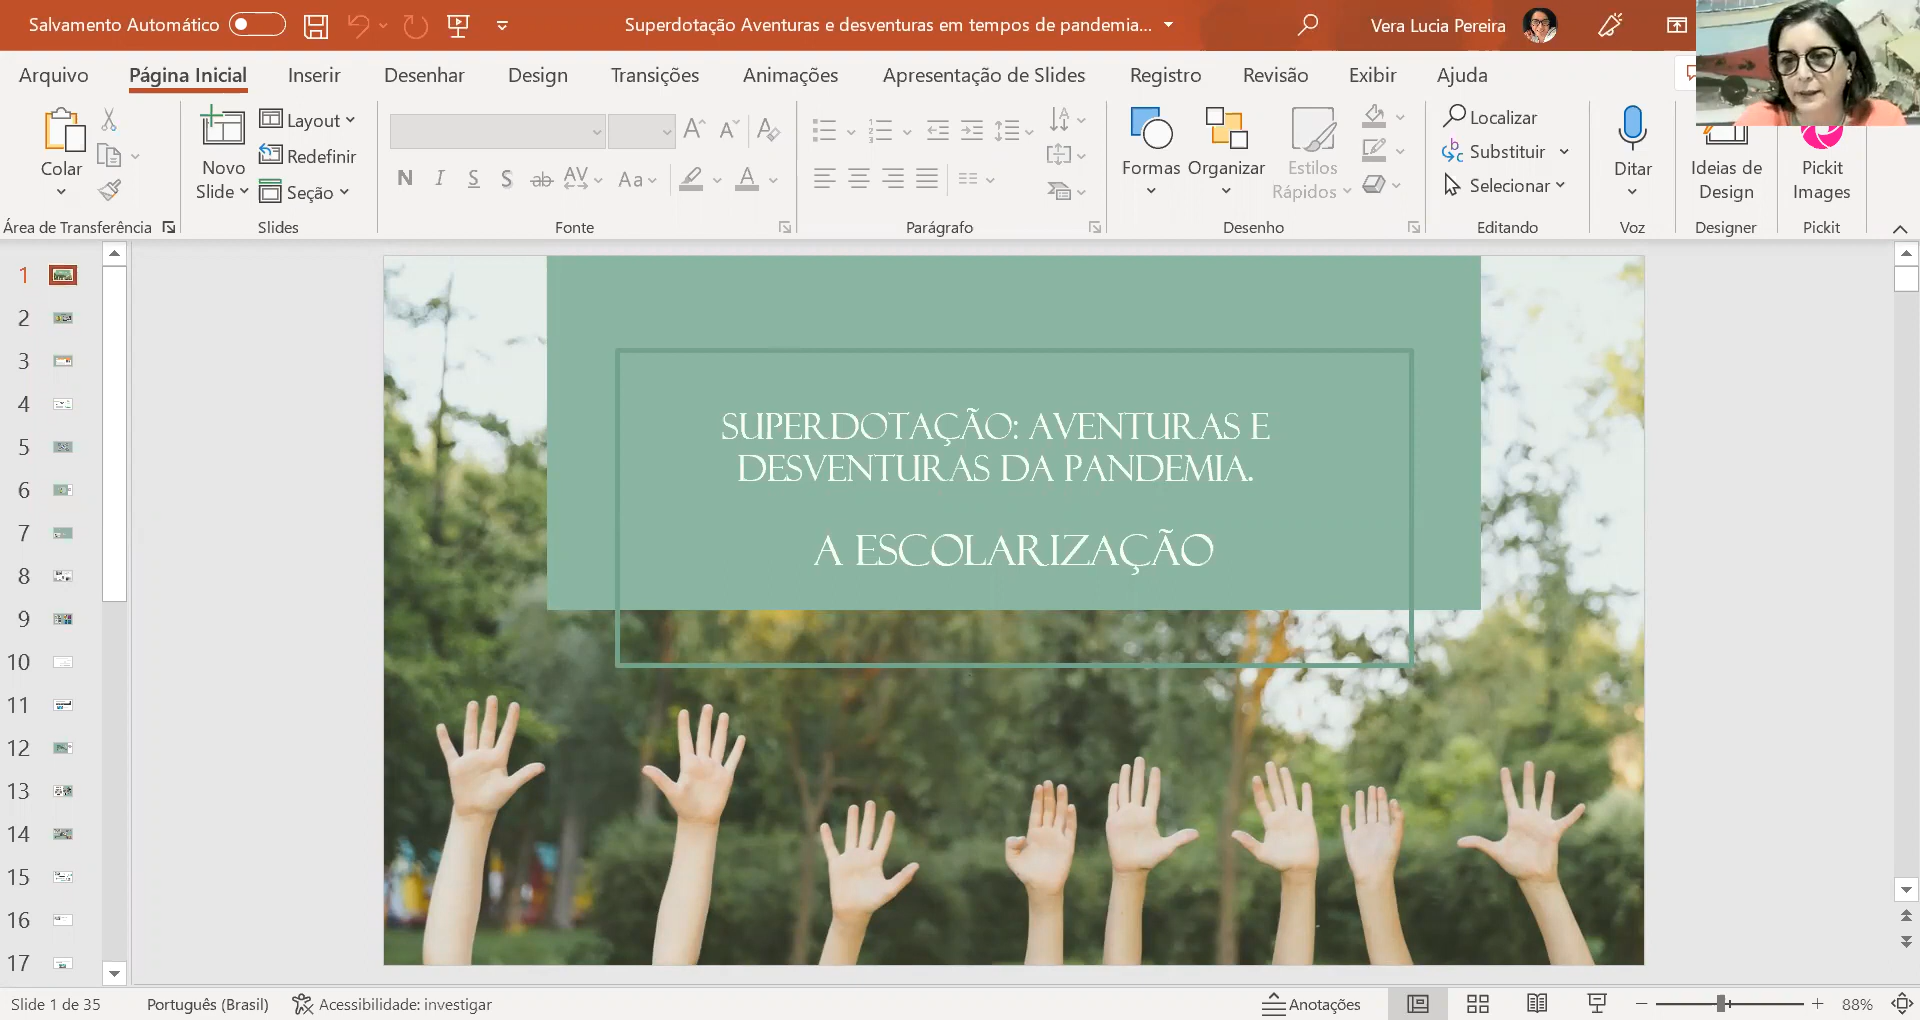 Salvamento Automático
Superdotação Aventuras e desventuras em tempos de pandemia...
Vera Lucia Pereira
Arquivo
Página Inicial
Inserir
Desenhar
Design
Transições
Animações
Apresentação de Slides
Registro
Revisão
Exibir
Ajuda
Colar
Novo
Slide
Layout
Redefinir
Seção
N
I
S
S
ab
AV
Aa
A
Formas
Organizar
Estilos
Rápidos
Localizar
Substituir
Selecionar
Ditar
Ideias de
Design
Pickit
Images
Área de Transferência
Slides
Fonte
Parágrafo
Desenho
Editando
Voz
Designer
Pickit
1
2
3
4
5
6
7
8
9
10
11
12
13
14
15
16
17
SUPERDOTAÇÃO: AVENTURAS E
DESVENTURAS DA PANDEMIA.
A ESCOLARIZAÇÃO
Slide 1 de 35
Português (Brasil)
Acessibilidade: investigar
Anotações
88%